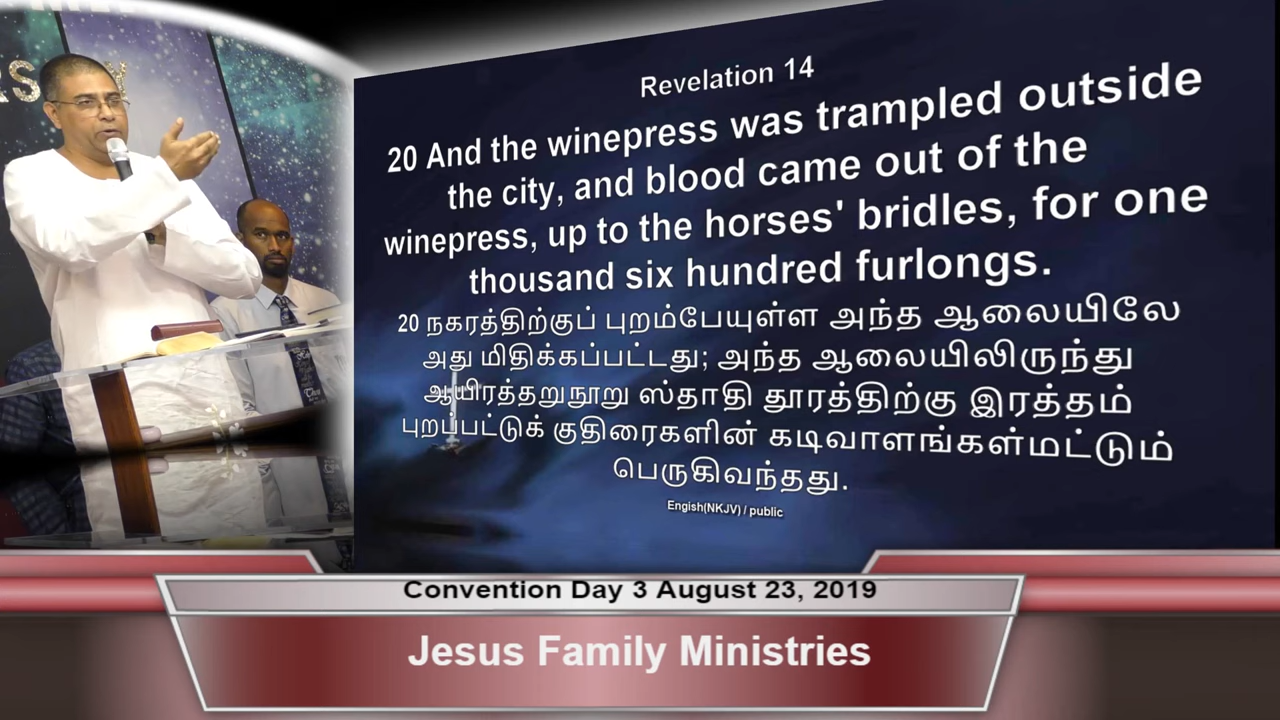 Revelation 14
20 And the winepress was trampled outside
the city, and blood came out of the
winepress, up to the horses' bridles, for one
thousand six hundred furlongs.
20 நகரத்திற்குப் புறம்பேயுள்ள அந்த ஆலையிலே
அது மிதிக்கப்பட்டது; அந்த ஆலையிலிருந்து
ஆயிரத்தறுநூறு ஸ்தாதி தூரத்திற்கு இரத்தம்
புறப்பட்டுக் குதிரைகளின் கடிவாளங்கள்மட்டும்
பெருகிவந்தது.
Engish(NKJV) / public
Convention Day 3 August 23, 2019
Jesus Family Ministries